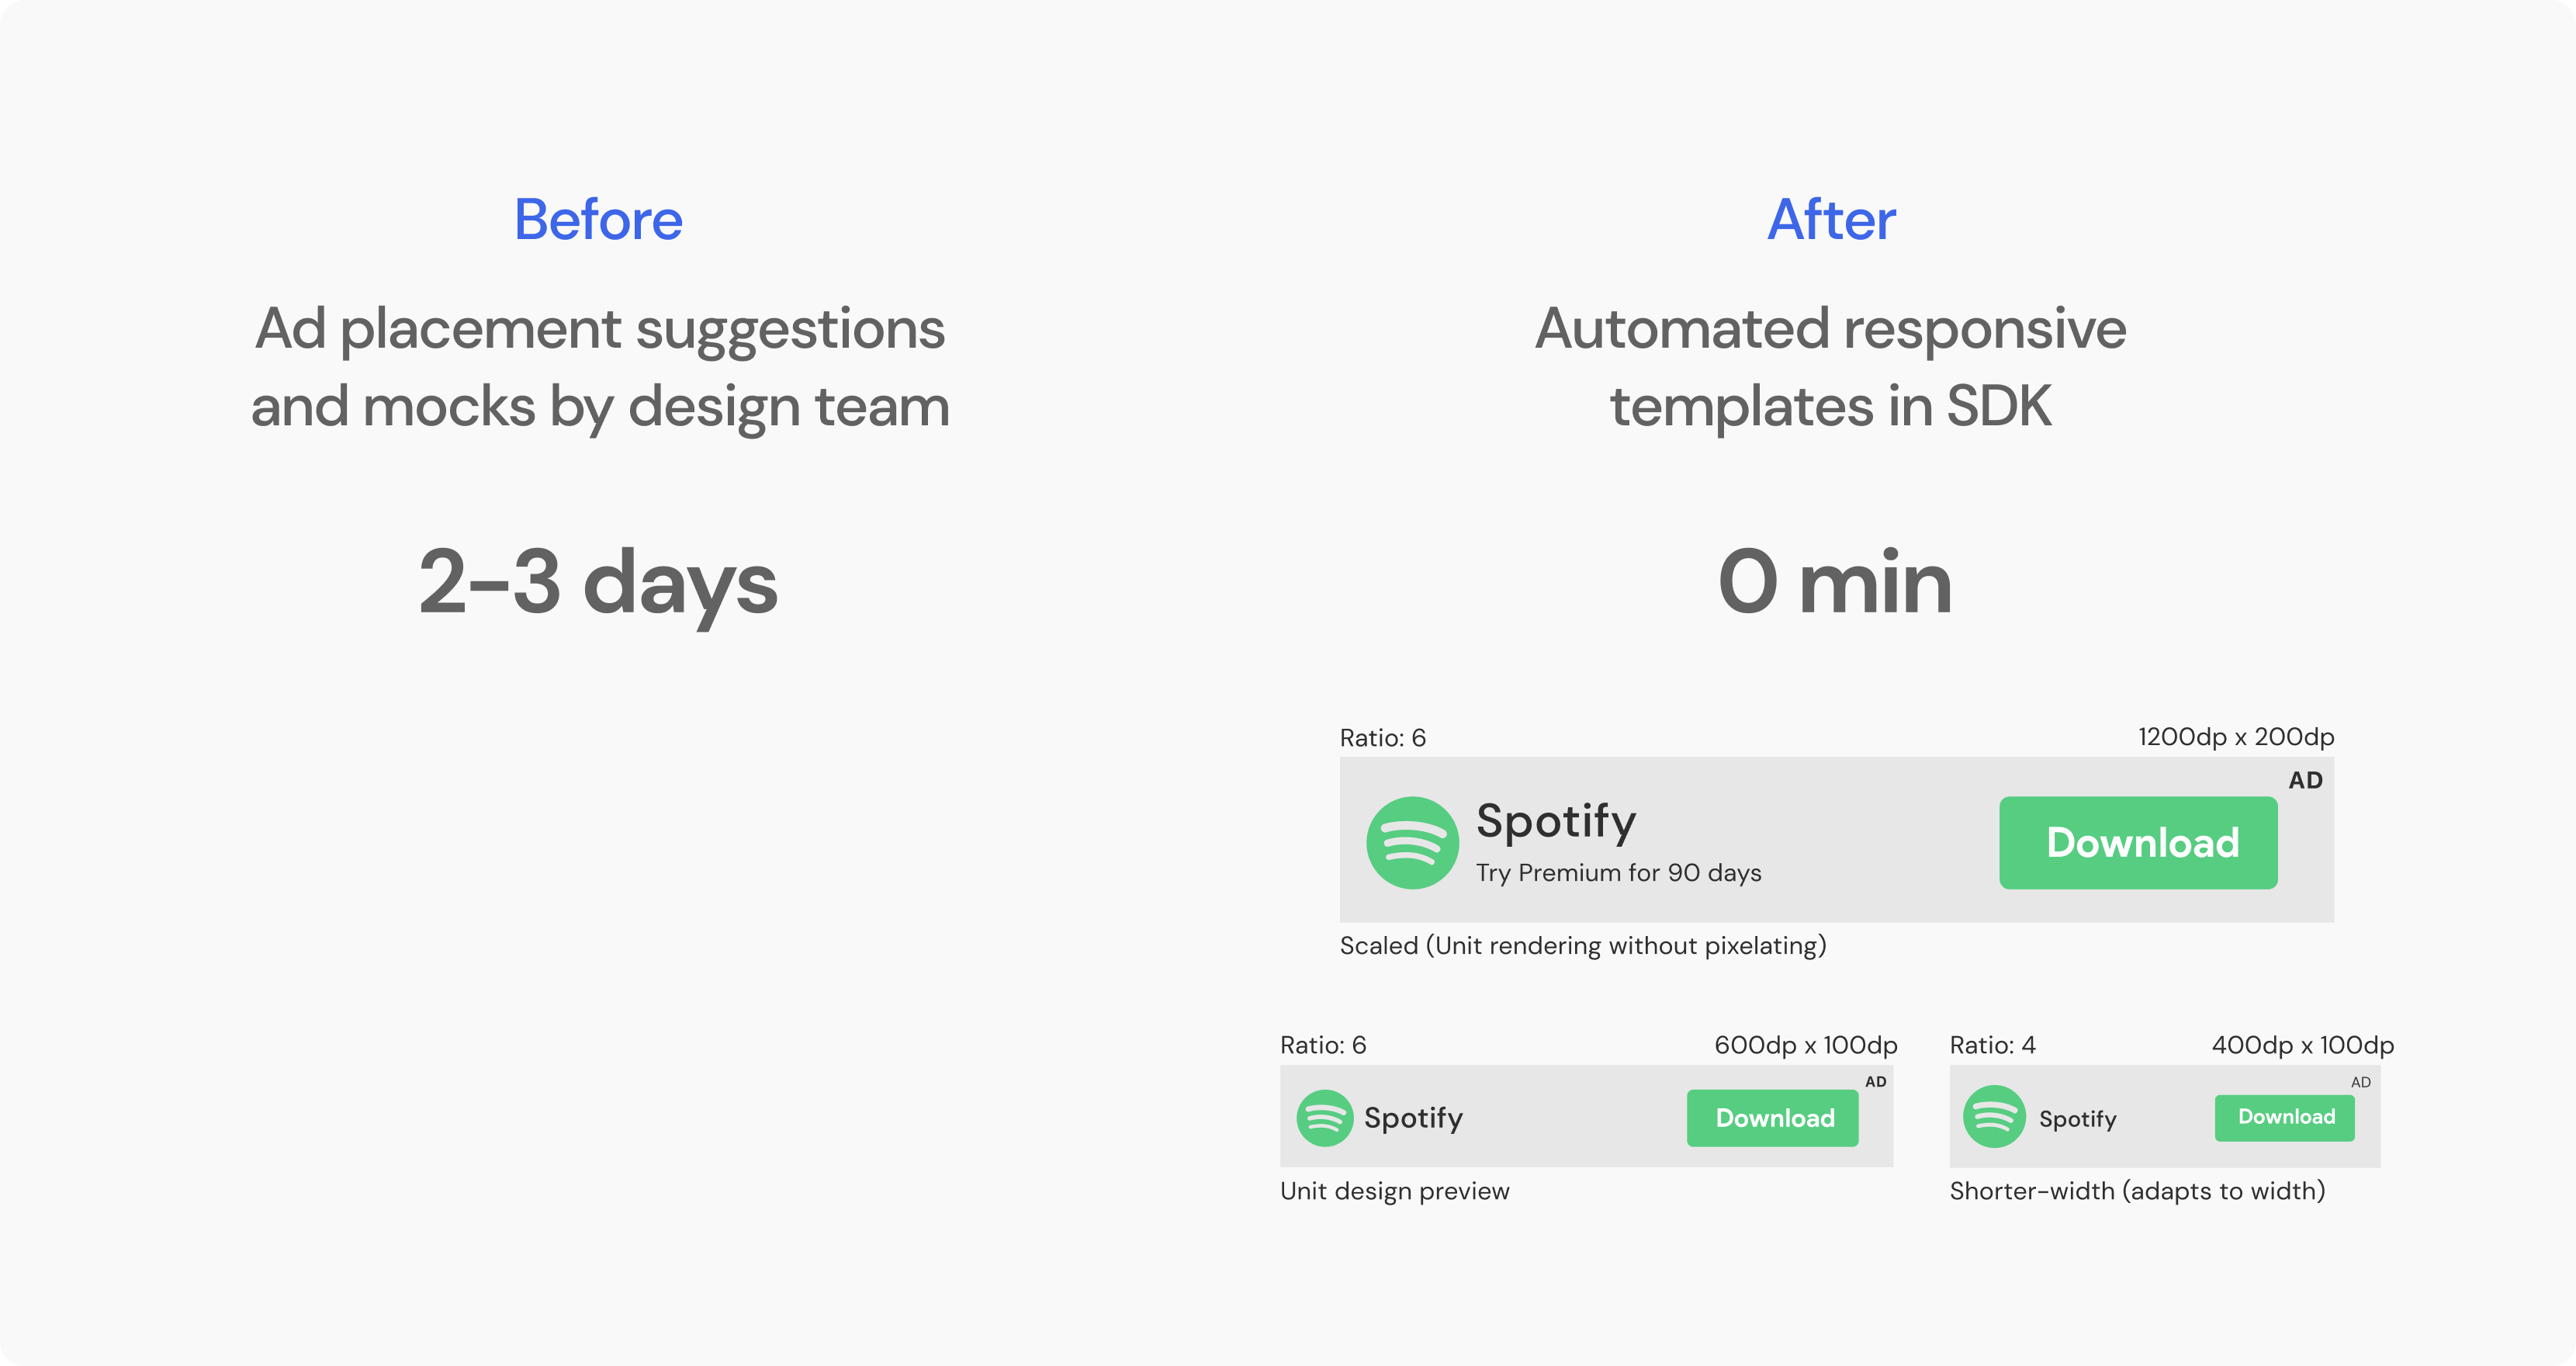 Before
Ad placement suggestions
and mocks by design team
2-3 days
After
Automated responsive
templates in SDK
0 min
Ratio: 6
1200dp x 200dp
AD
Spotify
Try Premium for 90 days
Download
Scaled (Unit rendering without pixelating)
Ratio: 6
600dp x 100dp
AD
Spotify
Download
Unit design preview
Ratio: 4
400dp x 100dp
AD
Spotify
Download
Shorter-width (adapts to width)